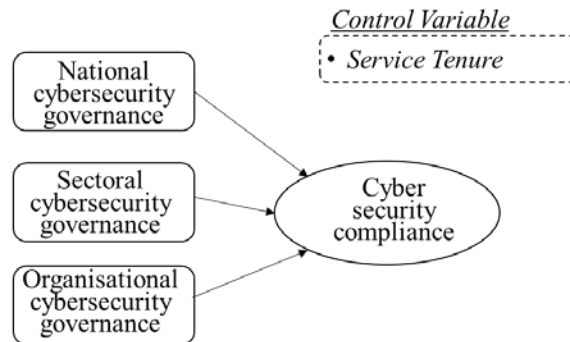 Control Variable
• Service Tenure
National
cybersecurity
governance
Sectoral
cybersecurity
governance
Organisational
cybersecurity
governance
Cyber
security
compliance